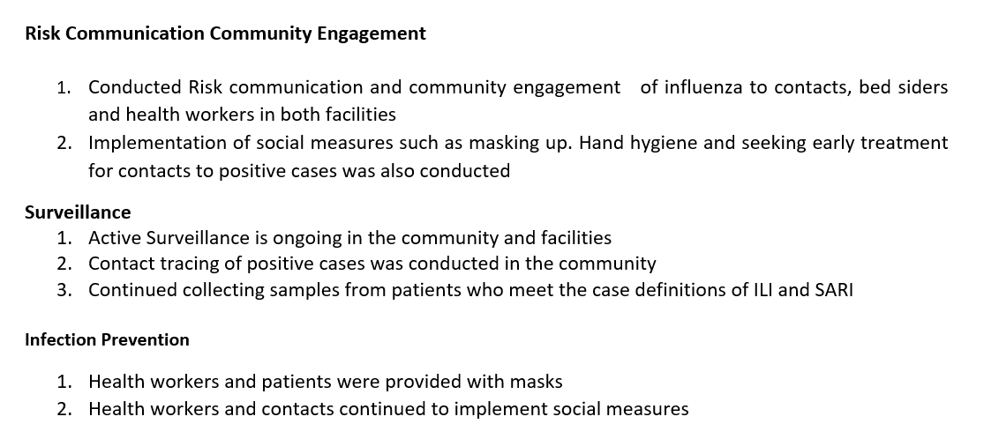 Risk Communication Community Engagement
1. Conducted Risk communication and community engagement of influenza to contacts, bed siders
and health workers in both facilities
2. Implementation of social measures such as masking up. Hand hygiene and seeking early treatment
for contacts to positive cases was also conducted
Surveillance
1. Active Surveillance is ongoing in the community and facilities
2. Contact tracing of positive cases was conducted in the community
3. Continued collecting samples from patients who meet the case definitions of ILI and SARI
Infection Prevention
1. Health workers and patients were provided with masks
2. Health workers and contacts continued to implement social measures